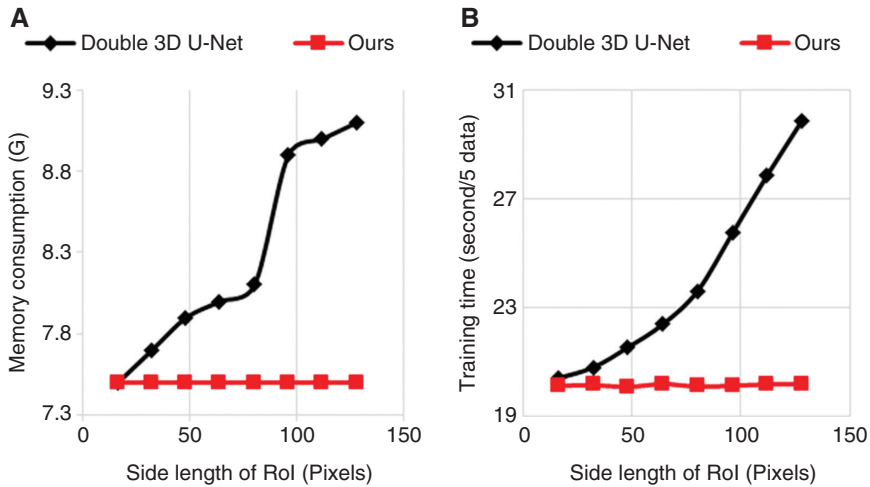 A
Double 3D U-Net
Ours
Memory consumption (G)
9.3
8.8
8.3
7.8
7.3
0
50
100
150
Side length of RoI (Pixels)
B
Double 3D U-Net
Ours
Training time (second/5 data)
31
27
23
19
0
50
100
150
Side length of RoI (Pixels)